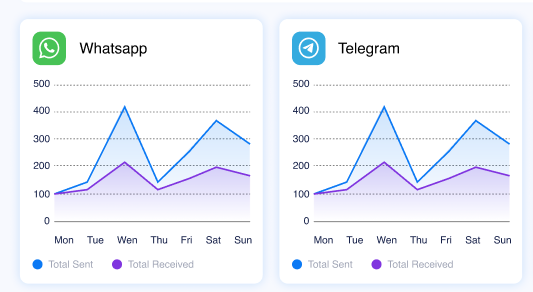 Whatsapp
500
400
300
200
100
0
Mon Tue Wen Thu Fri Sat Sun
Total Sent Total Received
Telegram
500
400
300
200
100
0
Mon Tue Wen Thu Fri Sat Sun
Total Sent Total Received